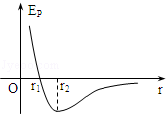 Eₚ
O r₁ r₂ r